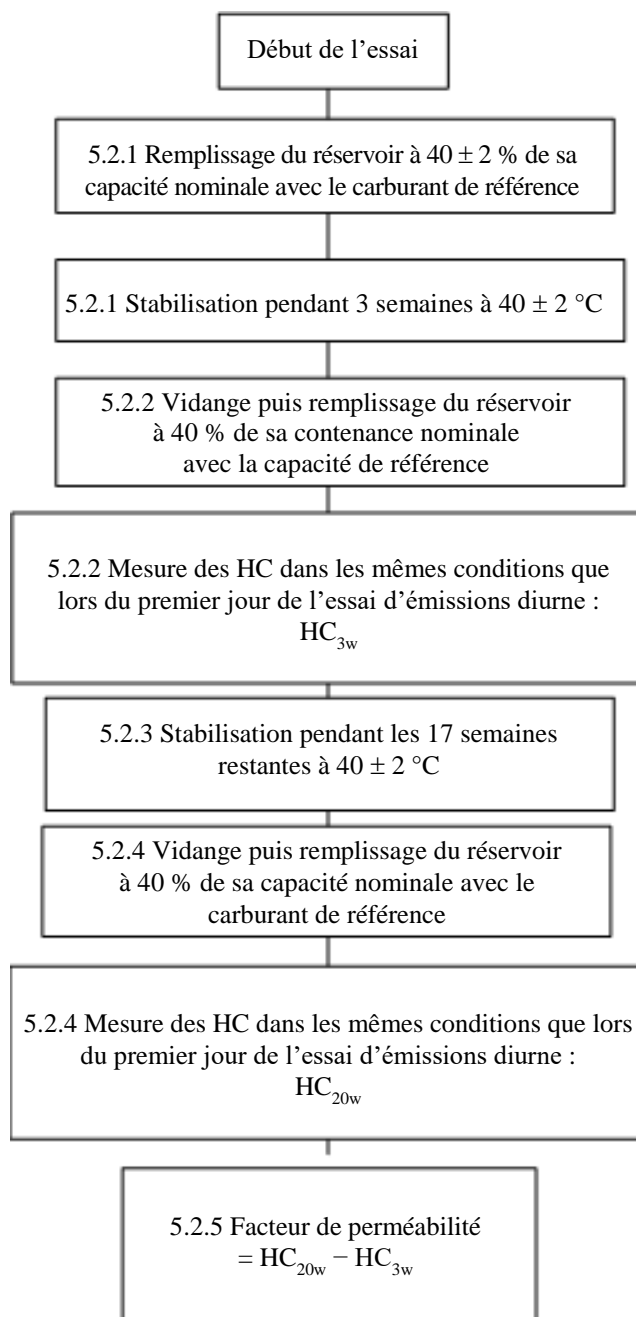 Début de l’essai
5.2.1 Remplissage du réservoir à 40 ± 2 % de sa
capacité nominale avec le carburant de référence
5.2.1 Stabilisation pendant 3 semaines à 40 ± 2 °C
5.2.2 Vidange puis remplissage du réservoir
à 40 % de sa contenance nominale
avec la capacité de référence
5.2.2 Mesure des HC dans les mêmes conditions que
lors du premier jour de l’essai d’émissions diurne :
HC3w
5.2.3 Stabilisation pendant les 17 semaines
restantes à 40 ± 2 °C
5.2.4 Vidange puis remplissage du réservoir
à 40 % de sa capacité nominale avec le
carburant de référence
5.2.4 Mesure des HC dans les mêmes conditions que lors
du premier jour de l’essai d’émissions diurne :
HC20w
5.2.5 Facteur de perméabilité
= HC20w − HC3w